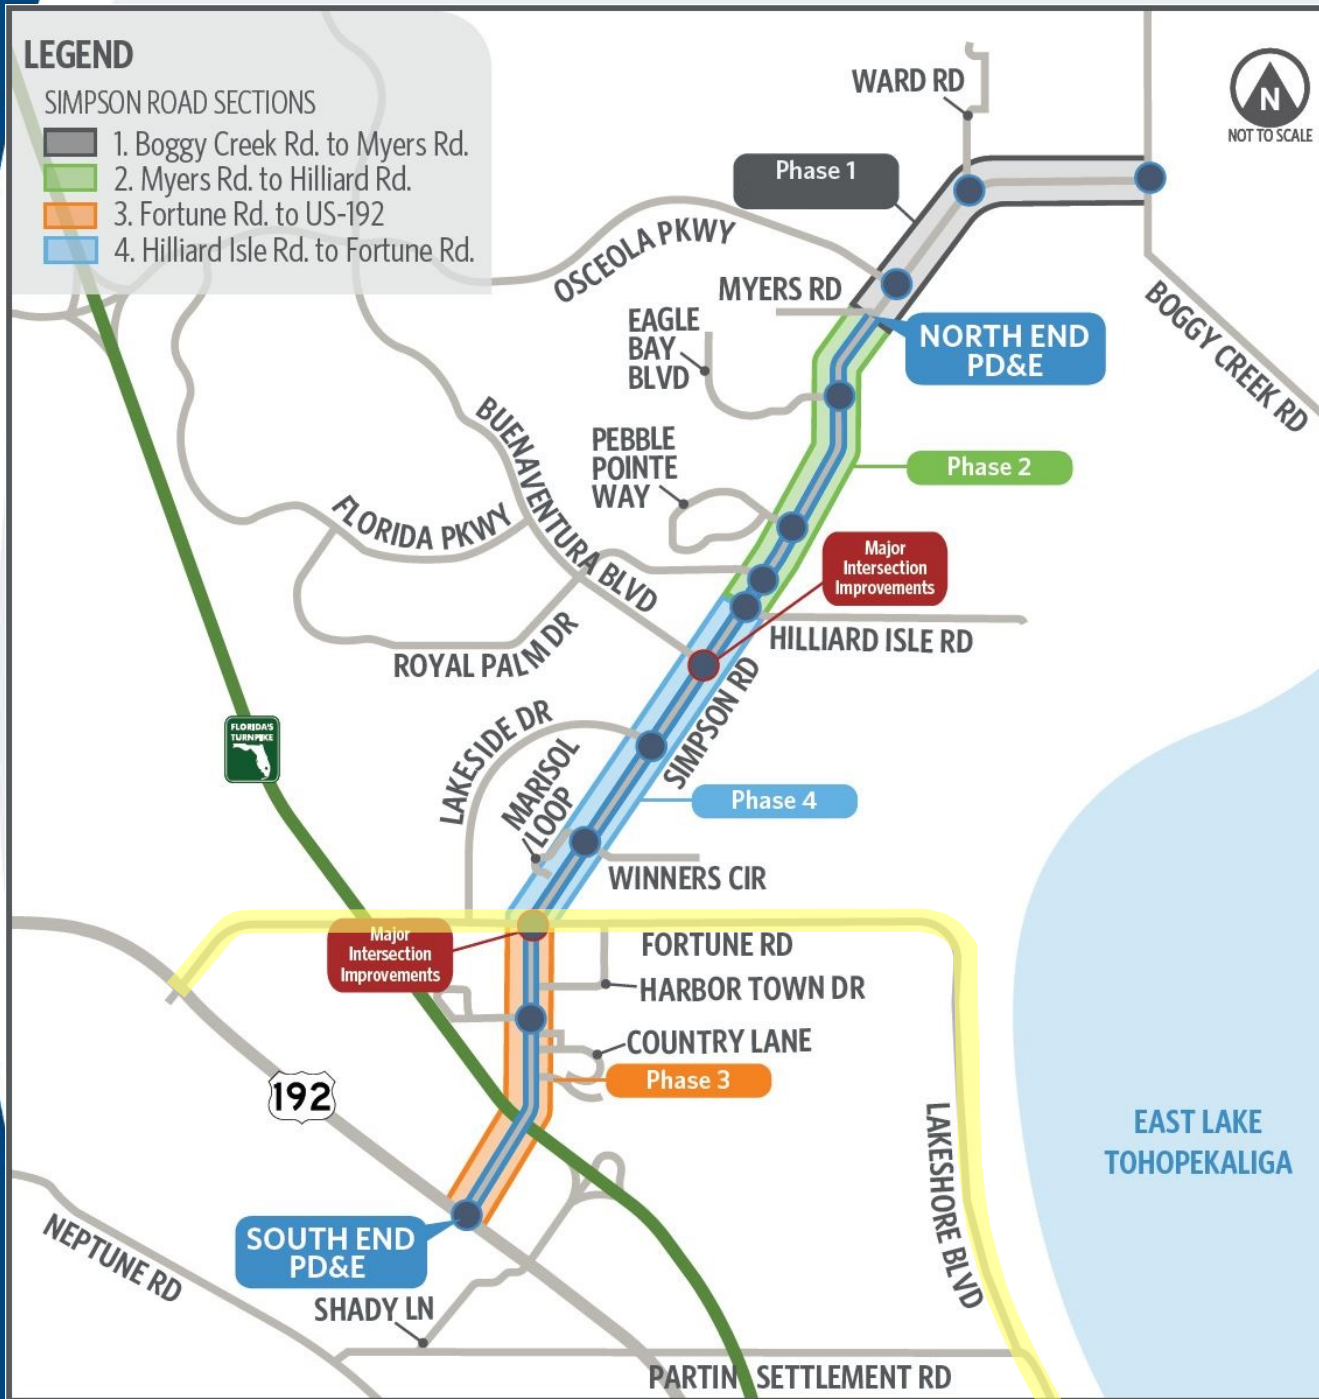 LEGEND
SIMPSON ROAD SECTIONS
1. Boggy Creek Rd. to Myers Rd.
2. Myers Rd. to Hilliard Rd.
3. Fortune Rd. to US-192
4. Hilliard Isle Rd. to Fortune Rd.
WARD RD
N
NOT TO SCALE
Phase 1
OSCEOLA PKWY
MYERS RD
BOGGY CREEK RD
EAGLE
BAY
BLVD
NORTH END
PD&E
BUENAVENTURA BLVD
PEBBLE
POINTE
WAY
Phase 2
FLORIDA PKWY
Major
Intersection
Improvements
HILLIARD ISLE RD
ROYAL PALM DR
SIMPSON RD
FLORIDA'S
TURNPIKE
LAKESIDE DR
MARISOL
LOOP
Phase 4
WINNERS CIR
Major
Intersection
Improvements
FORTUNE RD
HARBOR TOWN DR
COUNTRY LANE
Phase 3
192
LAKESHORE BLVD
EAST LAKE
TOHOPEKALIGA
NEPTUNE RD
SOUTH END
PD&E
SHADY LN
PARTIN SETTLEMENT RD